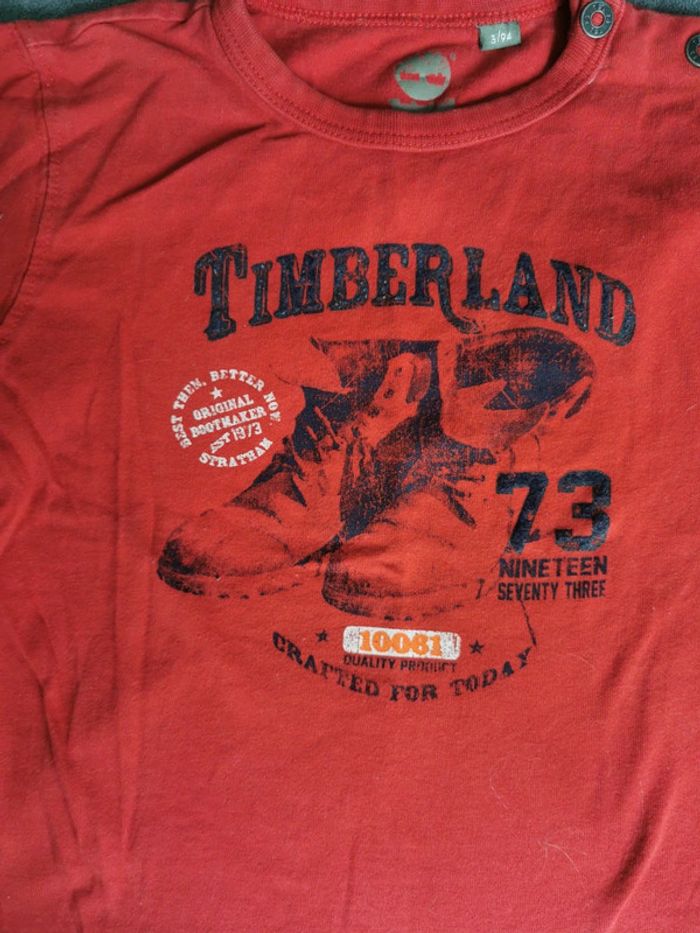 3/94
TIMBERLAND
BEST THEN. BETTER NOW.
ORIGINAL
BOOTMAKER
EST 1973
STRATHAM
73
NINETEEN
SEVENTY THREE
10061
QUALITY PRODUCT
CRAFTED FOR TODAY